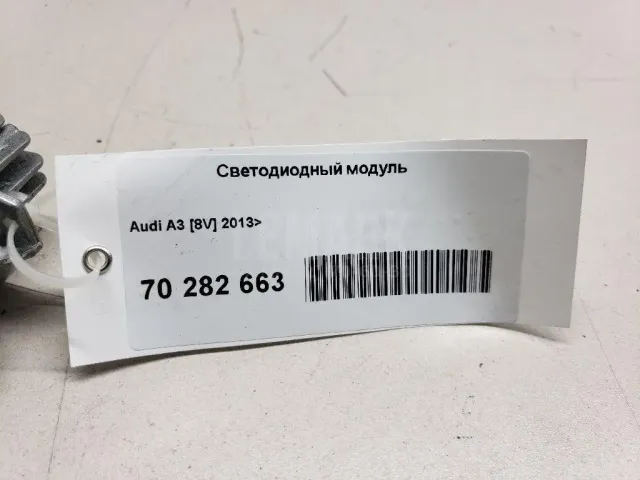 Светодиодный модуль
Audi A3 [8V] 2013>
70 282 663